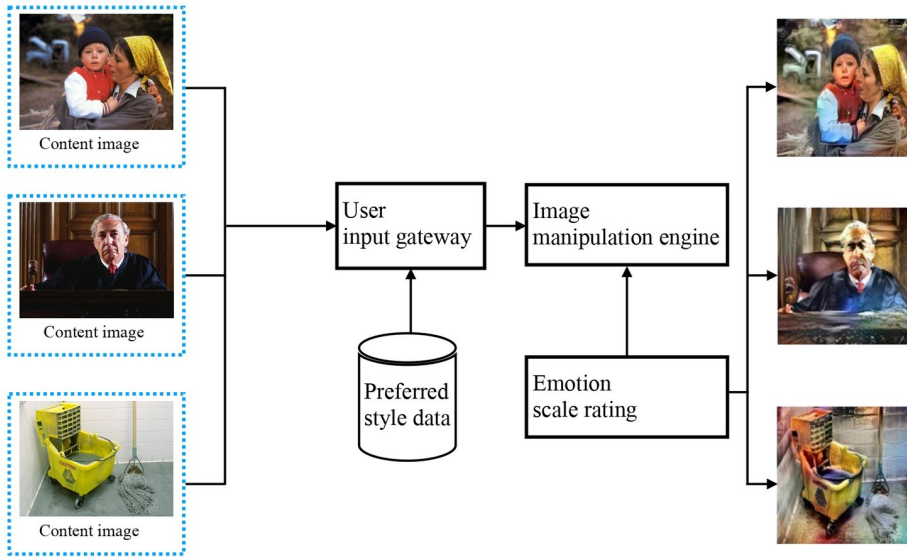 Content image
Content image
Content image
User
input gateway
Image
manipulation engine
Preferred
style data
Emotion
scale rating